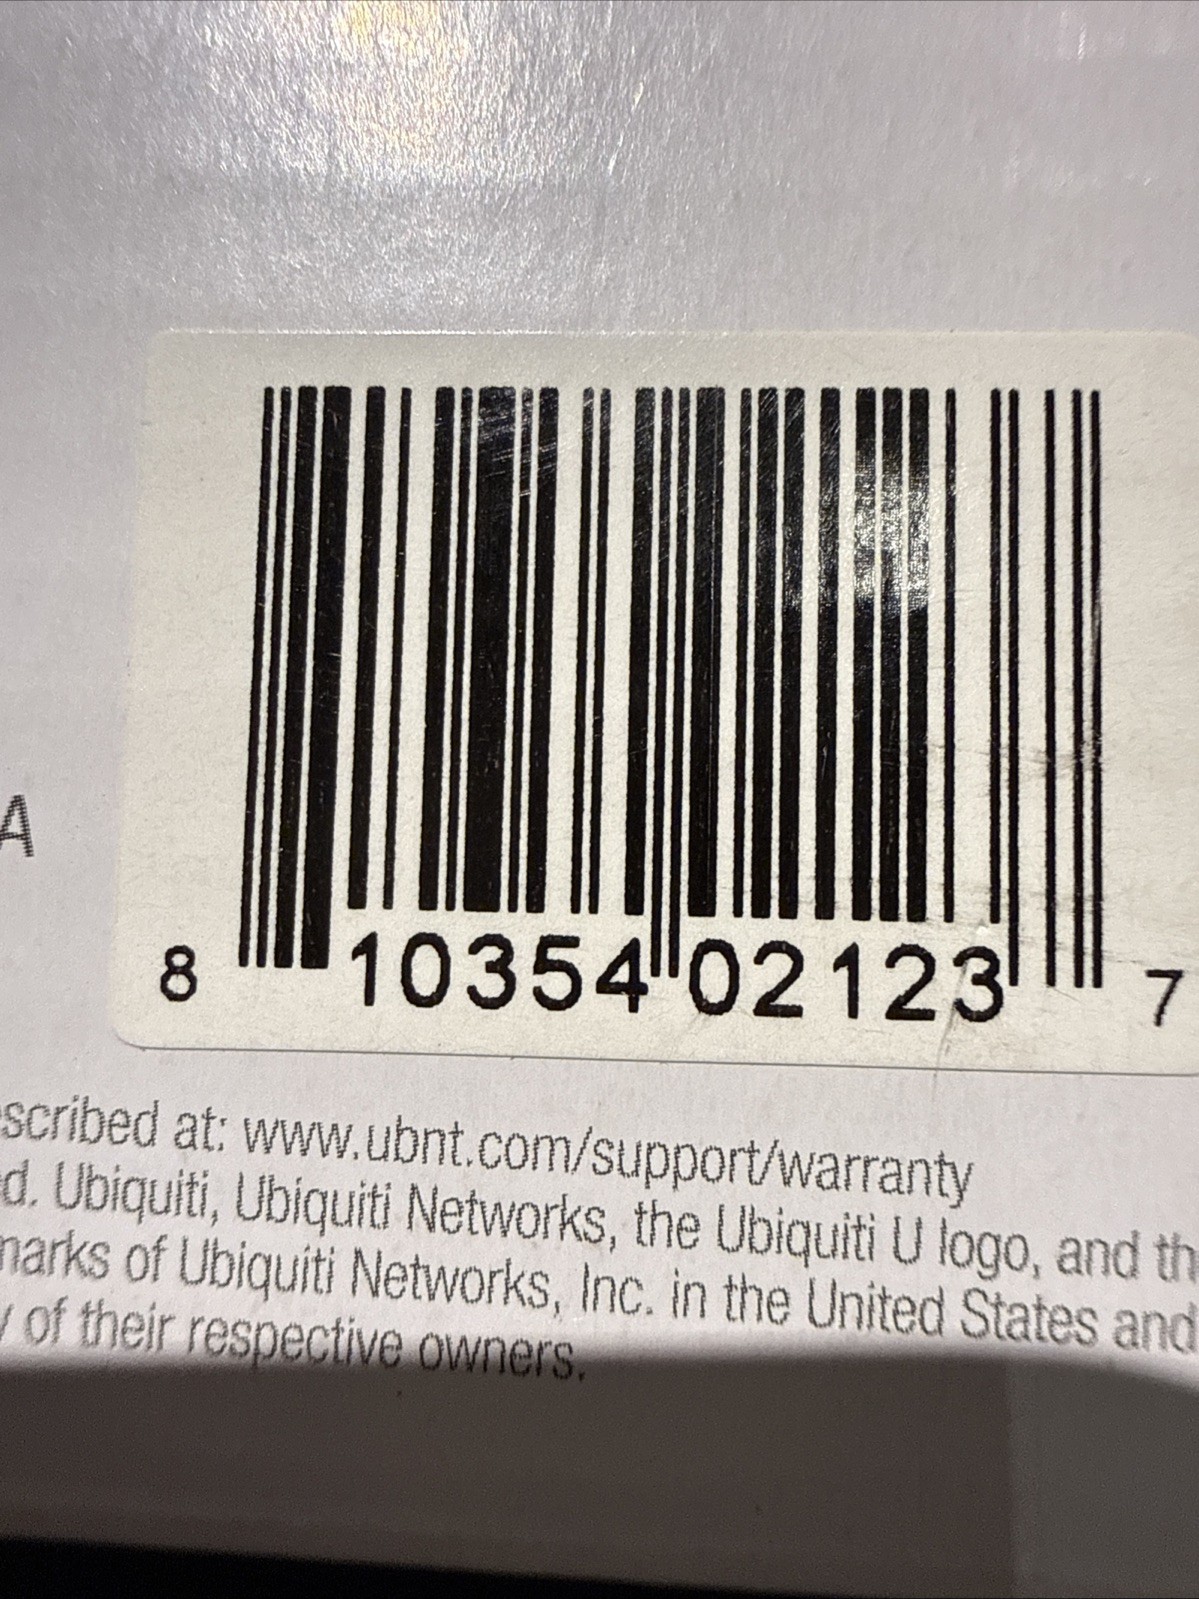 A
8 10354 02123 7
scribed at: www.ubnt.com/support/warranty
d. Ubiquiti, Ubiquiti Networks, the Ubiquiti U logo, and th
marks of Ubiquiti Networks, Inc. in the United States and
y of their respective owners.